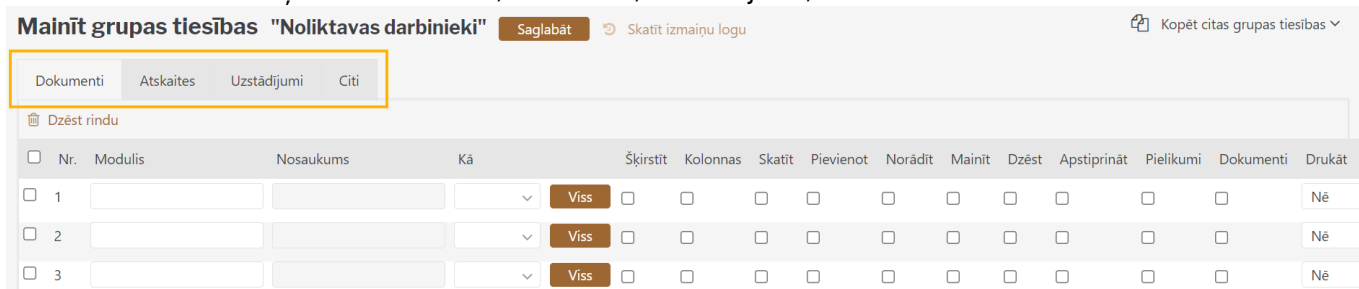 Mainīt grupas tiesības "Noliktavas darbinieki" Saglabāt Skatīt izmaiņu logu Kopēt citas grupas tiesības
Dokumenti Atskaites Uzstādījumi Citi
Dzēst rindu
Nr. Modulis Nosaukums Kā Šķirstīt Kolonnas Skatīt Pievienot Norādīt Mainīt Dzēst Apstiprināt Pielikumi Dokumenti Drukāt
1 Viss Nē
2 Viss Nē
3 Viss Nē